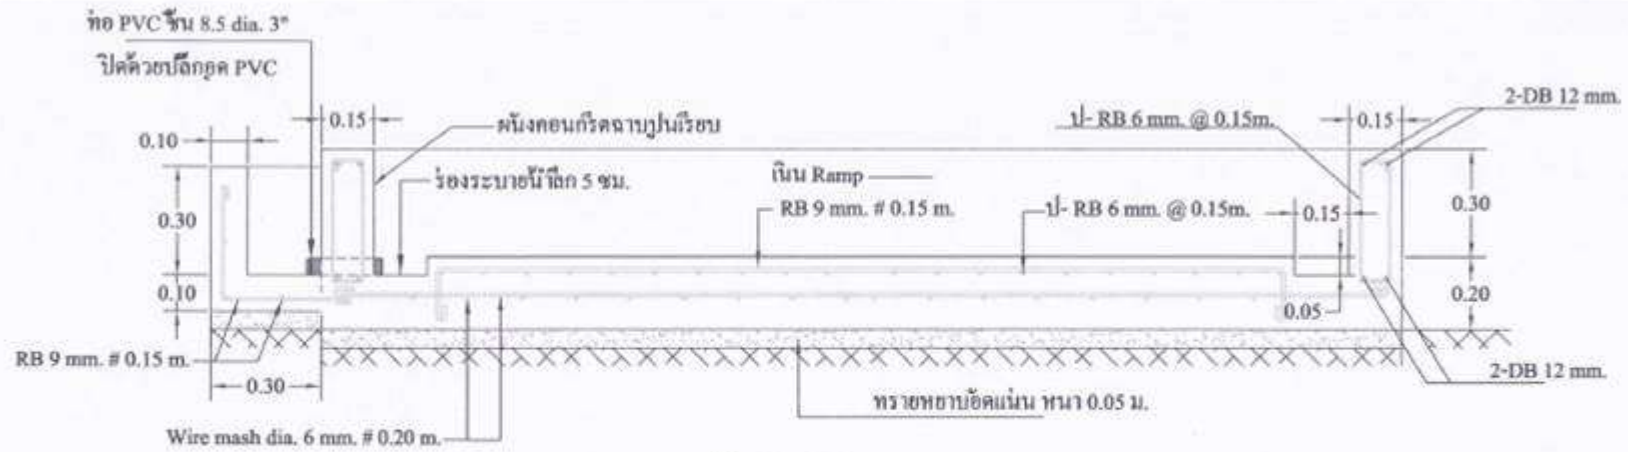 ท่อ PVC ชั้น 8.5 dia. 3"
ปิดด้วยปลั๊กอุด PVC
0.15
ผนังคอนกรีตฉาบปูนเรียบ
ป- RB 6 mm. @ 0.15m.
0.15
2-DB 12 mm.
0.10
ร่องระบายน้ำลึก 5 ซม.
เนิน Ramp
RB 9 mm. # 0.15 m.
ป- RB 6 mm. @ 0.15m.
0.15
0.30
0.30
0.10
0.05
0.20
RB 9 mm. # 0.15 m.
0.30
2-DB 12 mm.
ทรายหยาบอัดแน่น หนา 0.05 ม.
Wire mash dia. 6 mm. # 0.20 m.